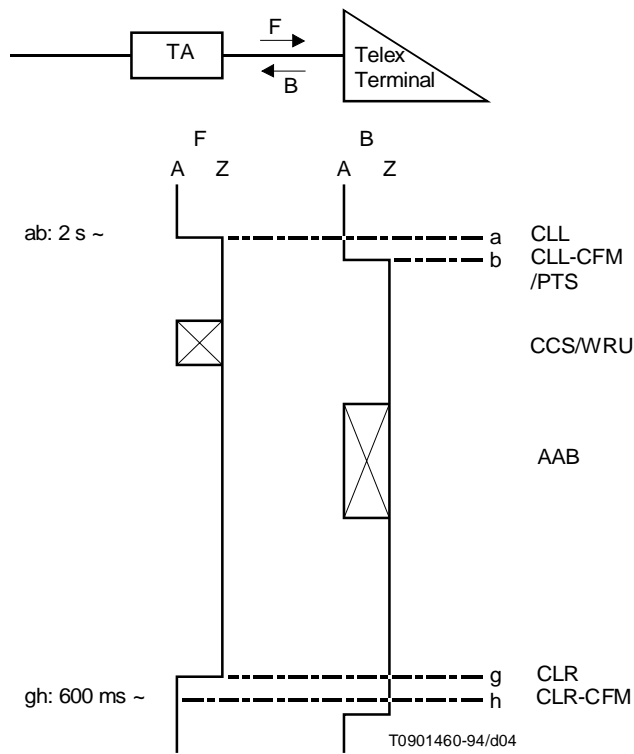 F
TA
B
Telex
Terminal
F B
A Z A Z
ab: 2 s ~ a CLL
b CLL-CFM
/PTS
CCS/WRU
AAB
g CLR
gh: 600 ms ~ h CLR-CFM
T0901460-94/d04